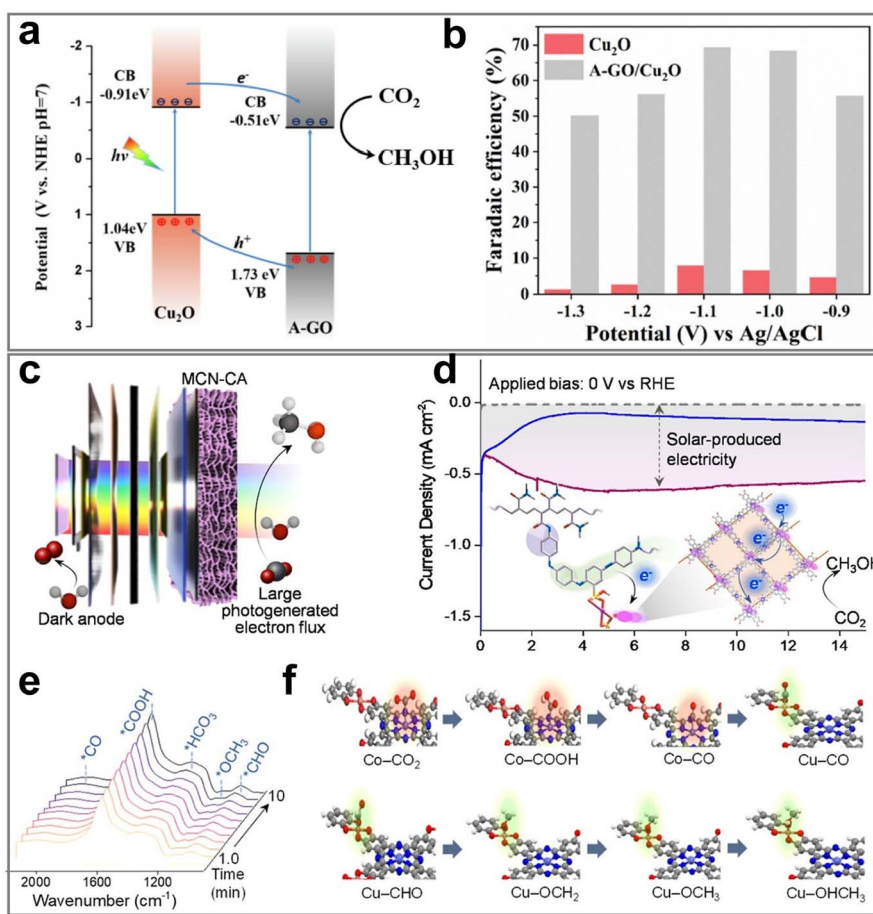 a
Potential (V vs. NHE pH=7)
-2
-1
0
1
2
3
CB
-0.91eV
e-
CB
-0.51eV
CO2
CH3OH
hν
1.04eV
VB
h+
1.73 eV
VB
Cu2O
A-GO
b
Cu2O
A-GO/Cu2O
Faradaic efficiency (%)
70
60
50
40
30
20
10
0
-1.3 -1.2 -1.1 -1.0 -0.9
Potential (V) vs Ag/AgCl
c
MCN-CA
Dark anode
Large
photogenerated
electron flux
d
Applied bias: 0 V vs RHE
Current Density (mA cm-2)
0.0
-0.5
-1.0
-1.5
Solar-produced
electricity
e-
e-
e-
e-
CH3OH
CO2
0 2 4 6 8 10 12 14
e
*CO
*COOH
*HCO3
*OCH3
*CHO
10
1.0
Time
(min)
2000 1600 1200
Wavenumber (cm-1)
f
Co–CO2
Co–COOH
Co–CO
Cu–CO
Cu–CHO
Cu–OCH2
Cu–OCH3
Cu–OHCH3